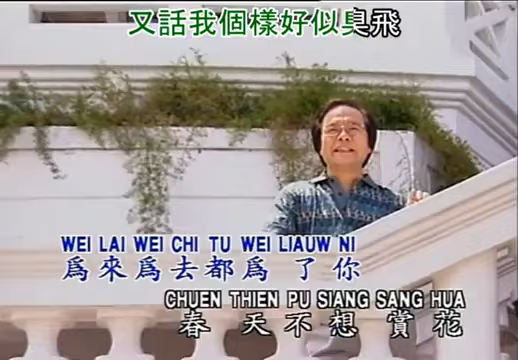 又話我個樣好似臭飛
WEI LAI WEI CHI TU WEI LIAUW NI
爲來爲去都爲 了 你
CHUEN THIEN PU SIANG SANG HUA
春 天 不 想 賞 花